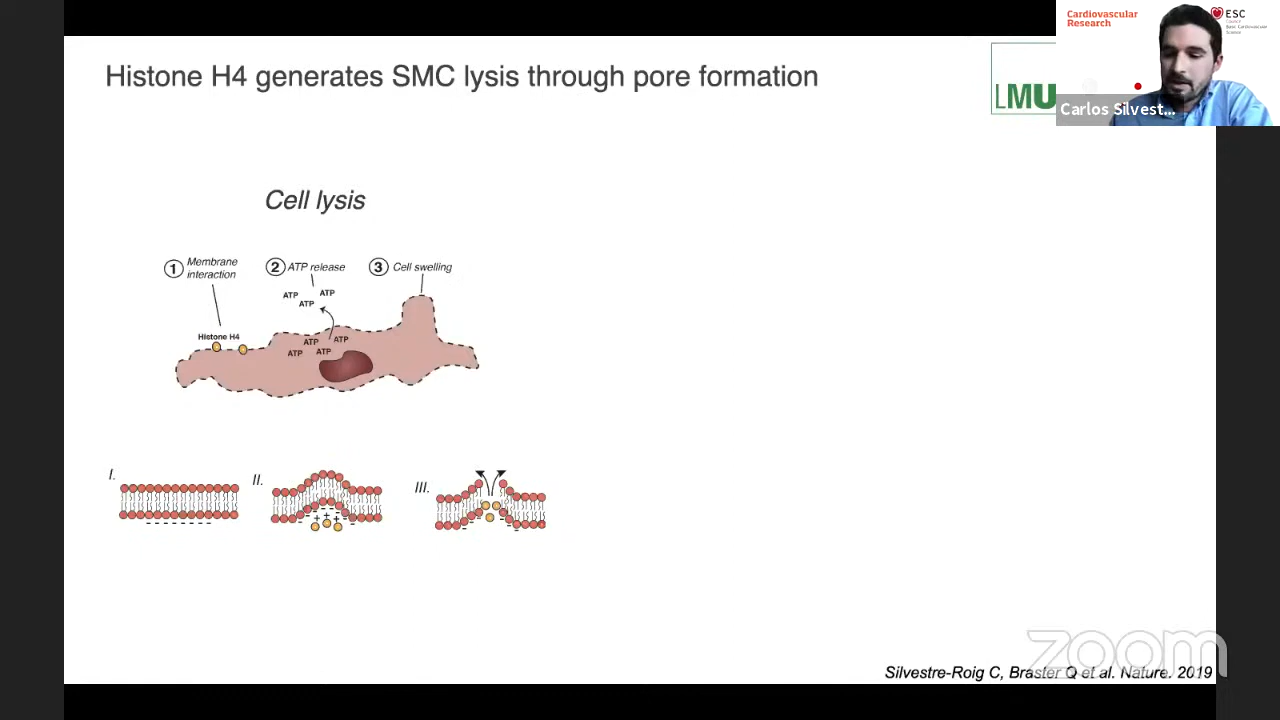 Cardiovascular
Research
ESC
Histone H4 generates SMC lysis through pore formation
LMU
Carlos Silvest...
Cell lysis
1 Membrane
interaction
2 ATP release
3 Cell swelling
ATP ATP
ATP
Histone H4
ATP ATP
ATP ATP
I.
II.
III.
zoom
Silvestre-Roig C, Braster Q et al. Nature. 2019